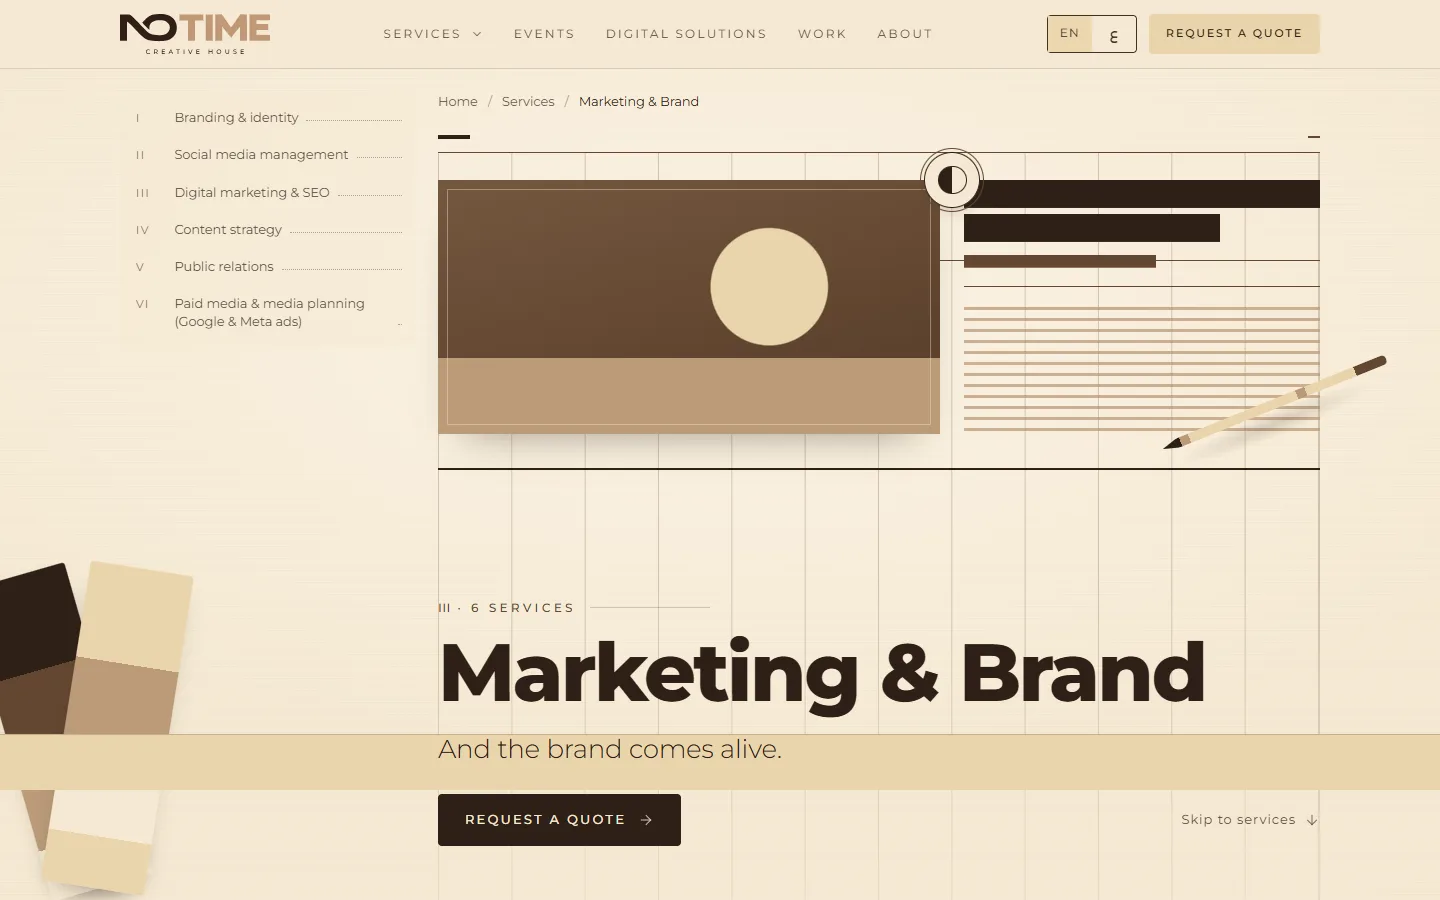 NOTIME
CREATIVE HOUSE
SERVICES
EVENTS
DIGITAL SOLUTIONS
WORK
ABOUT
EN
ع
REQUEST A QUOTE
Home / Services / Marketing & Brand
I Branding & identity
II Social media management
III Digital marketing & SEO
IV Content strategy
V Public relations
VI Paid media & media planning
(Google & Meta ads)
III · 6 SERVICES
Marketing & Brand
And the brand comes alive.
REQUEST A QUOTE →
Skip to services ↓